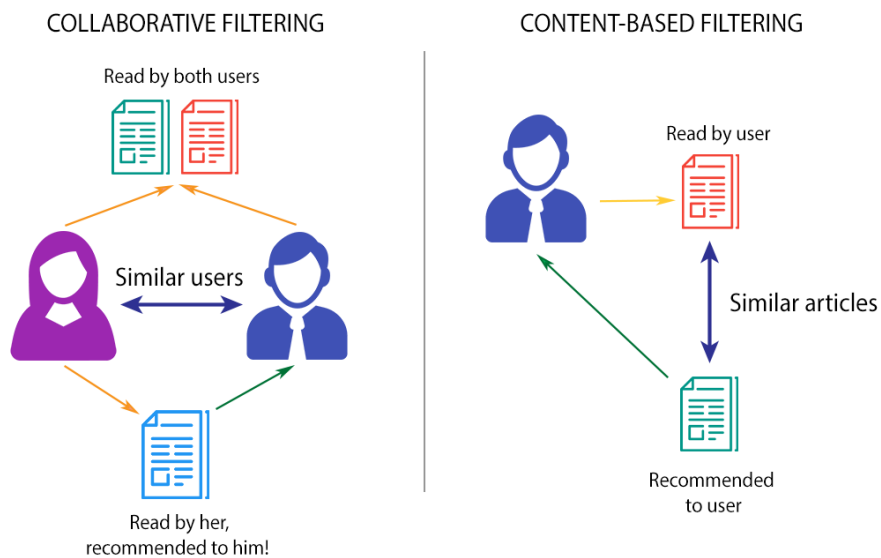 COLLABORATIVE FILTERING
Read by both users
Similar users
Read by her,
recommended to him!
CONTENT-BASED FILTERING
Read by user
Similar articles
Recommended
to user